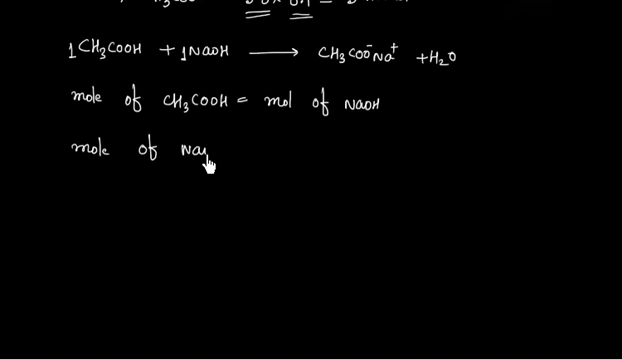 1CH₃COOH + 1NaOH ⟶ CH₃COO⁻Na⁺ + H₂O
mole of CH₃COOH = mol of NaOH
mole of Na